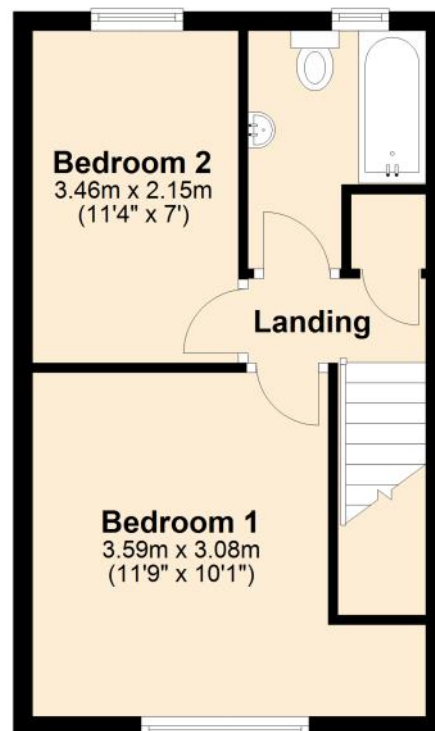 Bedroom 2
3.46m x 2.15m
(11'4" x 7')
Landing
Bedroom 1
3.59m x 3.08m
(11'9" x 10'1")